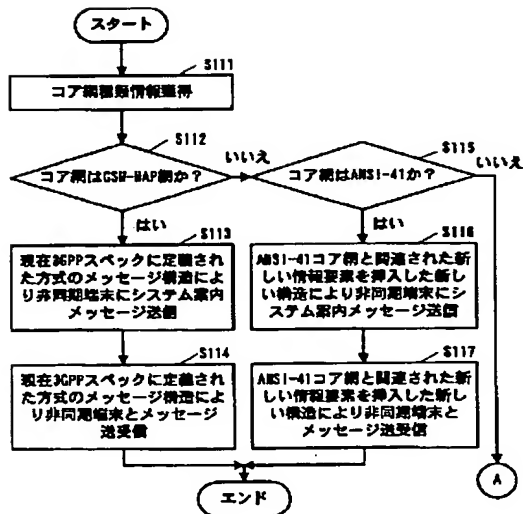 スタート
S111
コア網種類情報獲得
S112
コア網はGSM-MAP網か？
いいえ
S115
コア網はANSI-41か？
いいえ
はい
S113
現在3GPPスペックに定義され
た方式のメッセージ構造によ
り非同期端末にシステム案内
メッセージ送信
はい
S116
ANSI-41コア網と関連された新
しい情報要素を挿入した新し
い構造により非同期端末にシ
ステム案内メッセージ送信
S114
現在3GPPスペックに定義され
た方式のメッセージ構造によ
り非同期端末とメッセージ
送受信
S117
ANSI-41コア網と関連された新
しい情報要素を挿入した新し
い構造により非同期端末と
メッセージ送受信
エンド
A